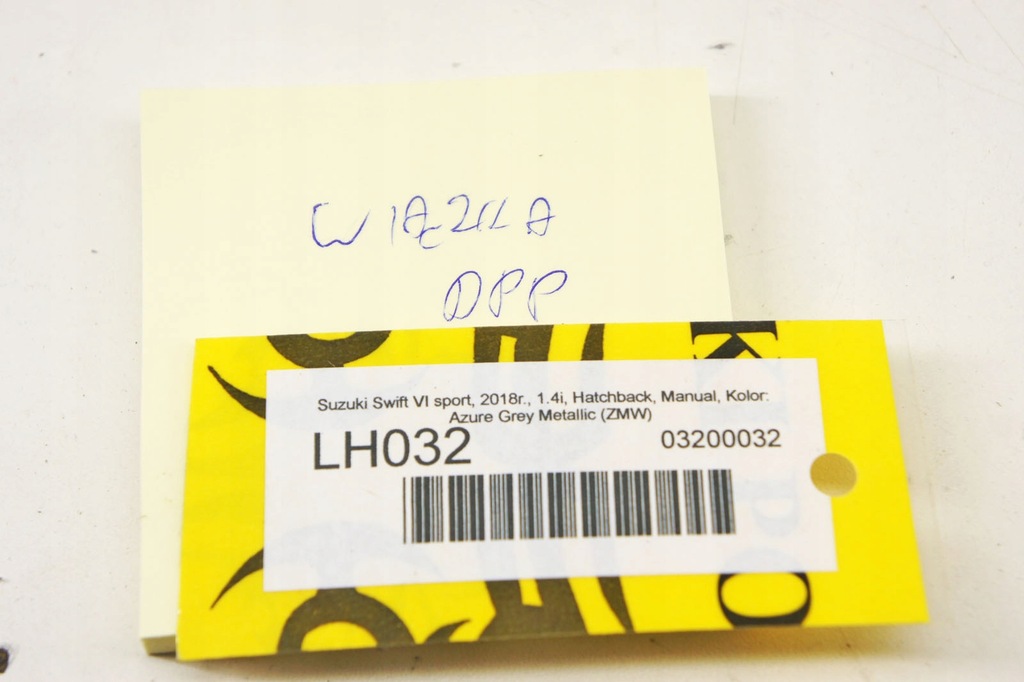 WIĄZKA
DPP
K
Suzuki Swift VI sport, 2018r., 1.4i, Hatchback, Manual, Kolor:
Azure Grey Metallic (ZMW)
LH032
03200032